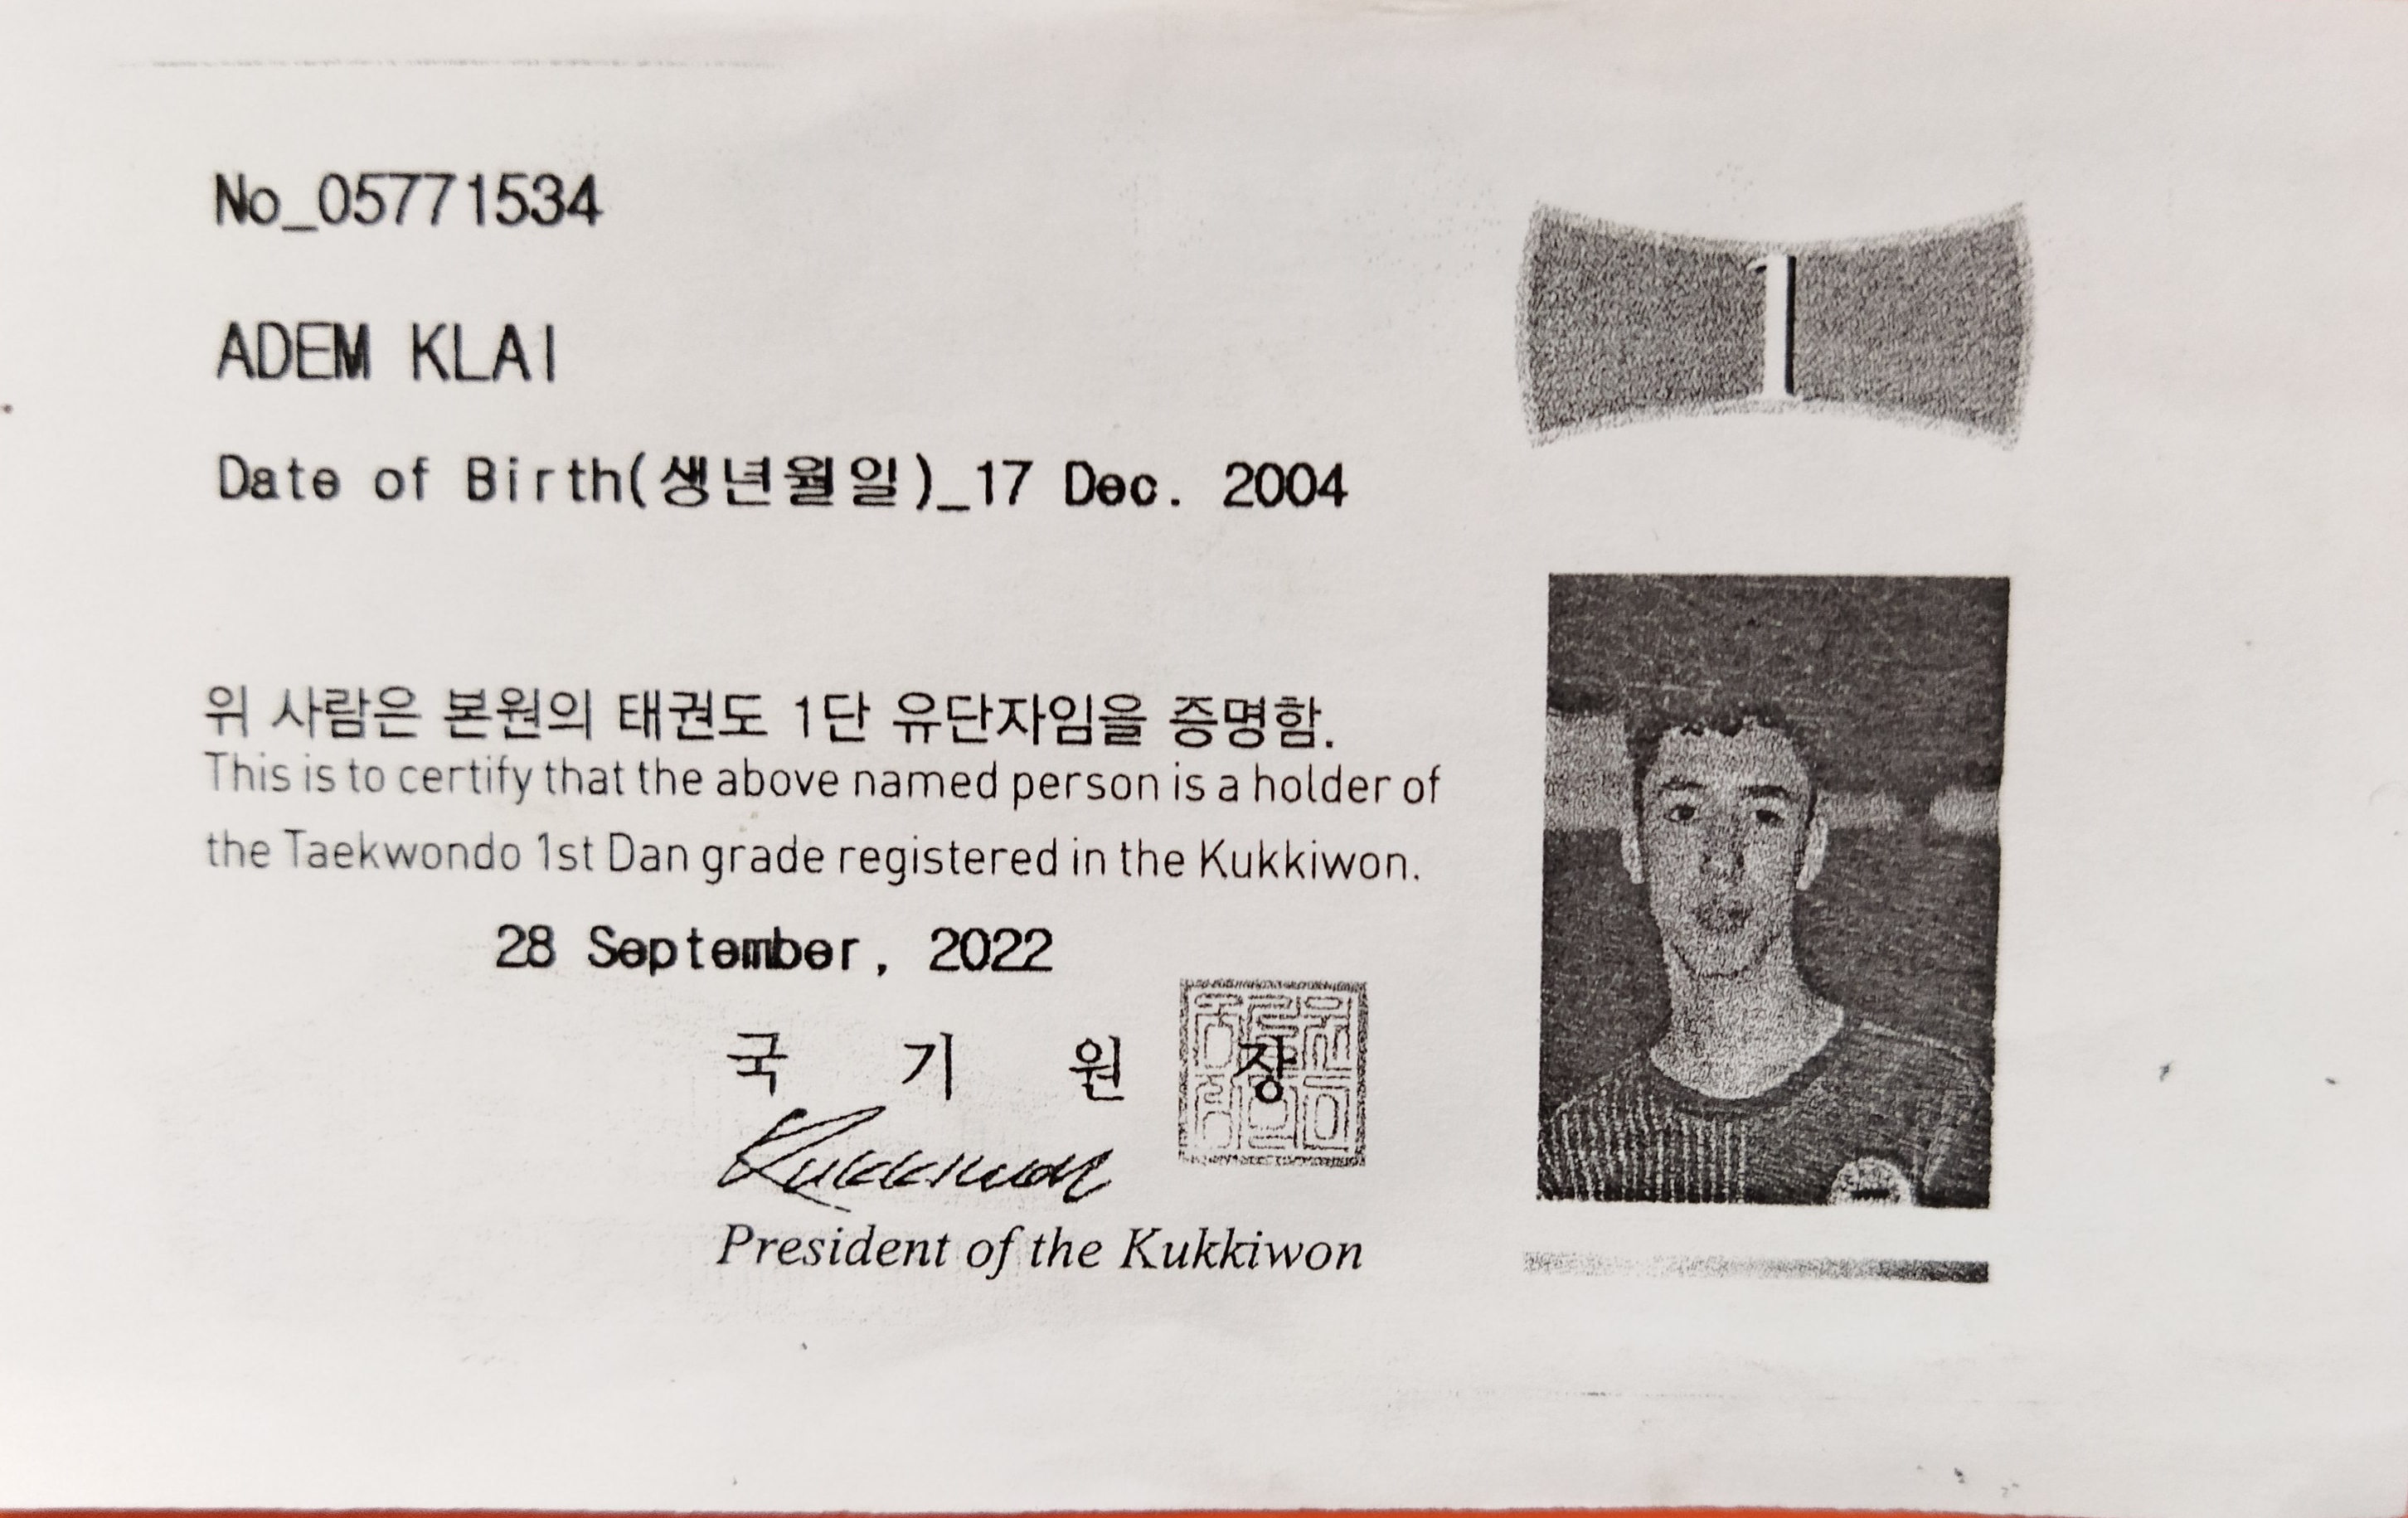 No_05771534
1
ADEM KLAI
Date of Birth(생년월일)_17 Dec. 2004
위 사람은 본원의 태권도 1단 유단자임을 증명함.
This is to certify that the above named person is a holder of
the Taekwondo 1st Dan grade registered in the Kukkiwon.
28 September, 2022
국 기 원 장
Kukkiwon
President of the Kukkiwon